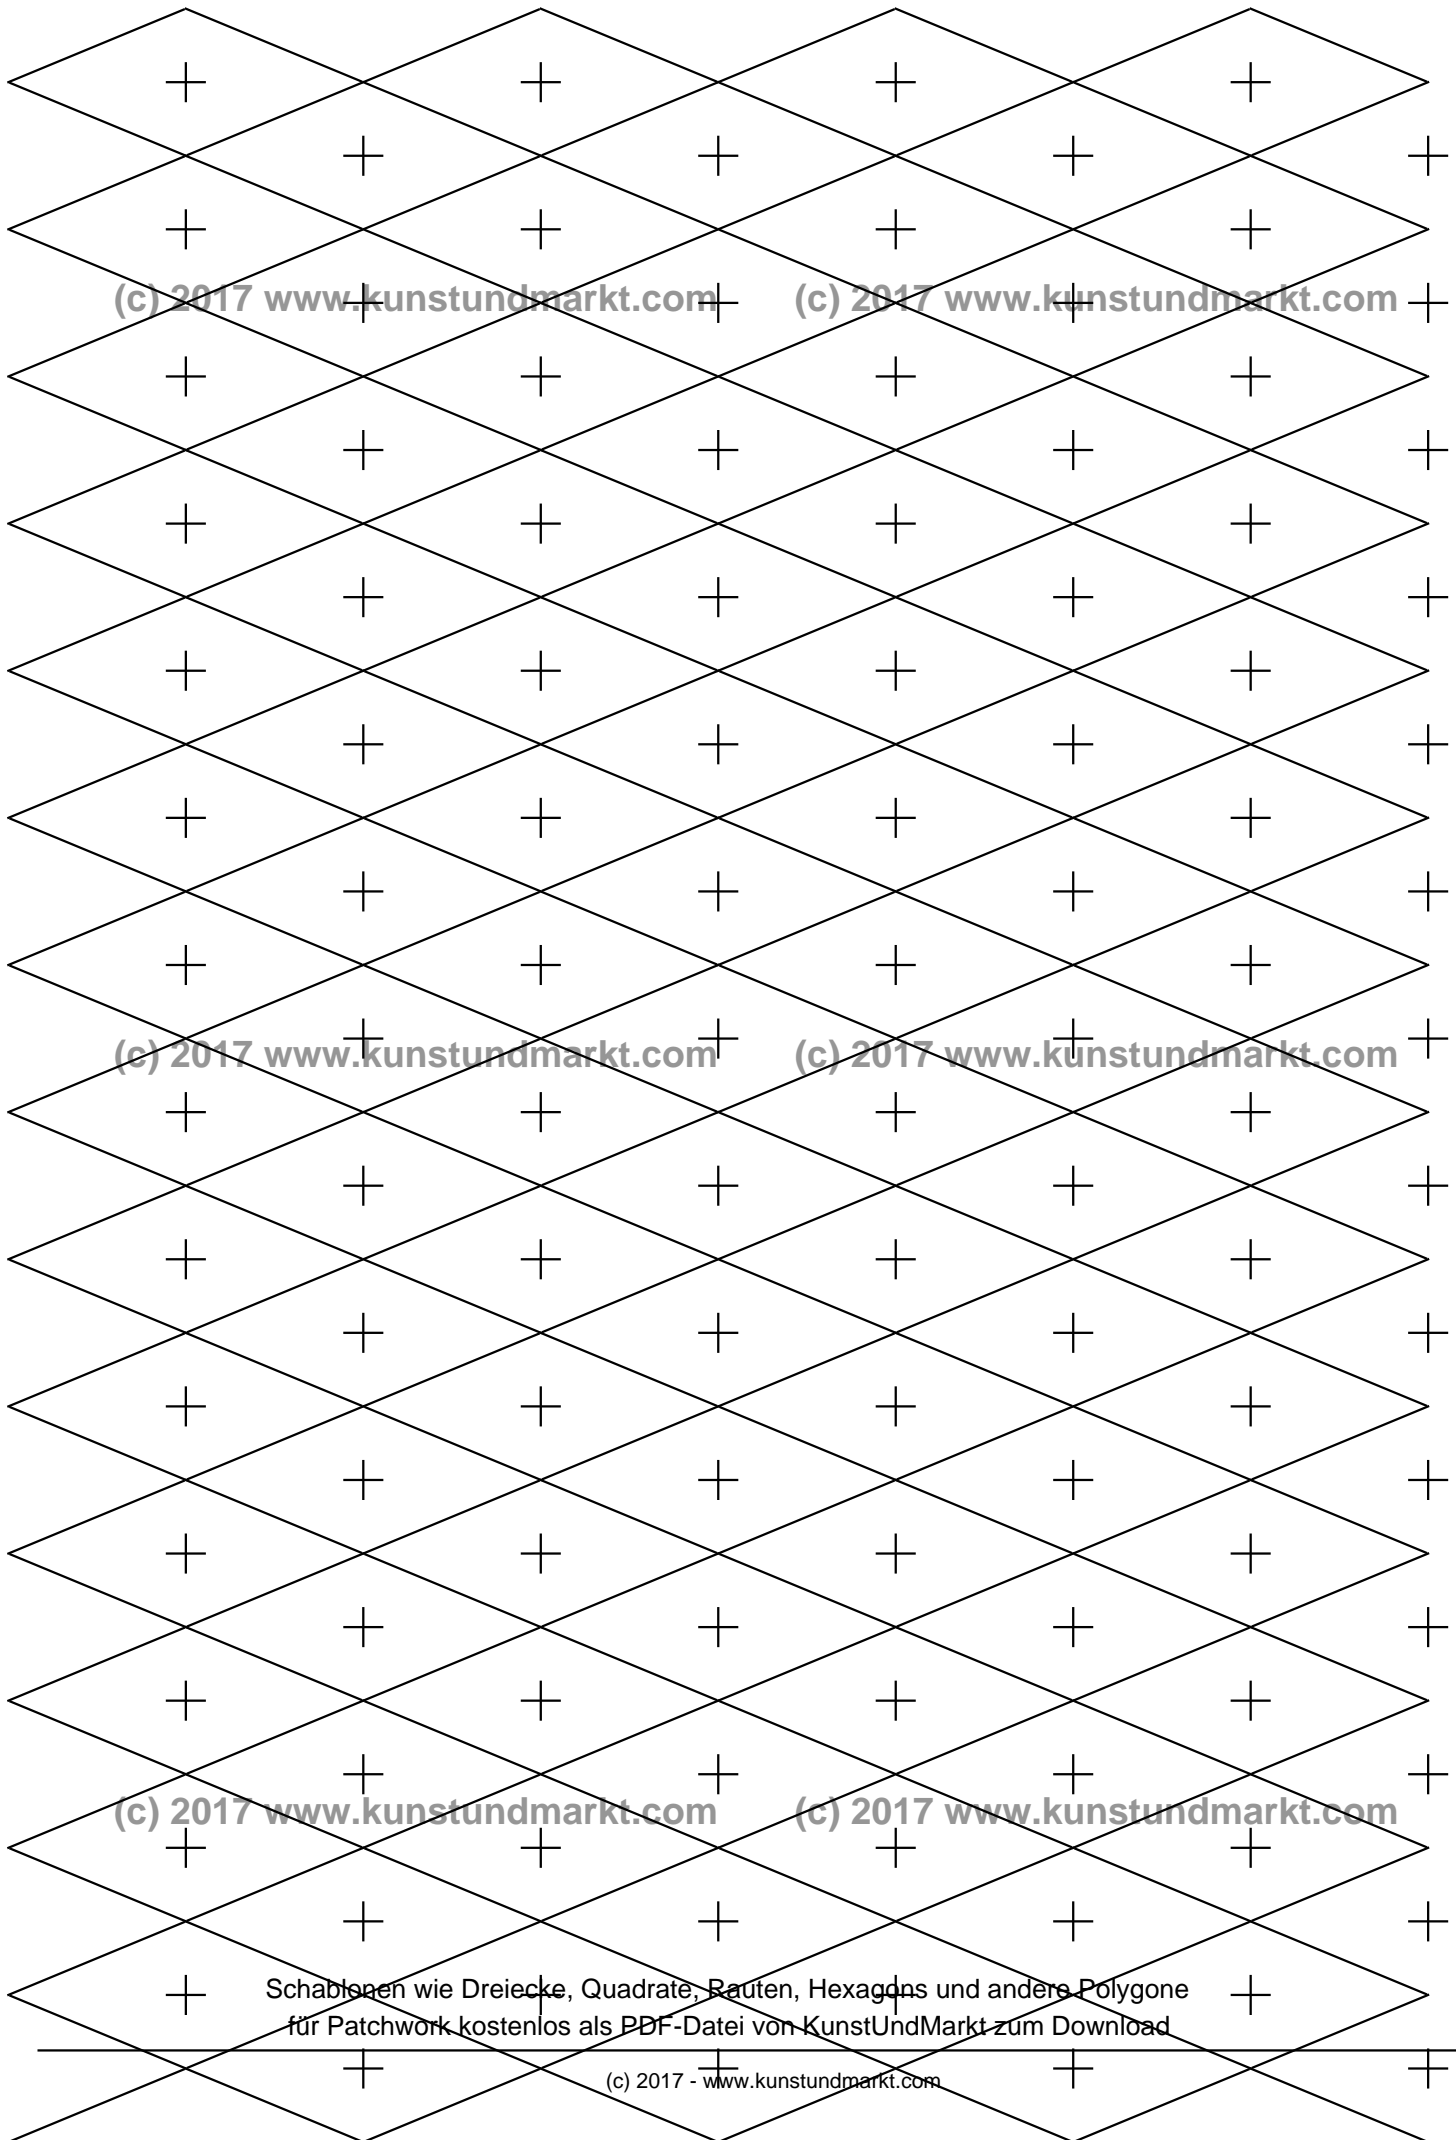 (c) 2017 www.kunstundmarkt.com (c) 2017 www.kunstundmarkt.com
(c) 2017 www.kunstundmarkt.com (c) 2017 www.kunstundmarkt.com
(c) 2017 www.kunstundmarkt.com (c) 2017 www.kunstundmarkt.com
Schablonen wie Dreiecke, Quadrate, Rauten, Hexagons und andere Polygone
für Patchwork kostenlos als PDF-Datei von KunstUndMarkt zum Download
(c) 2017 - www.kunstundmarkt.com